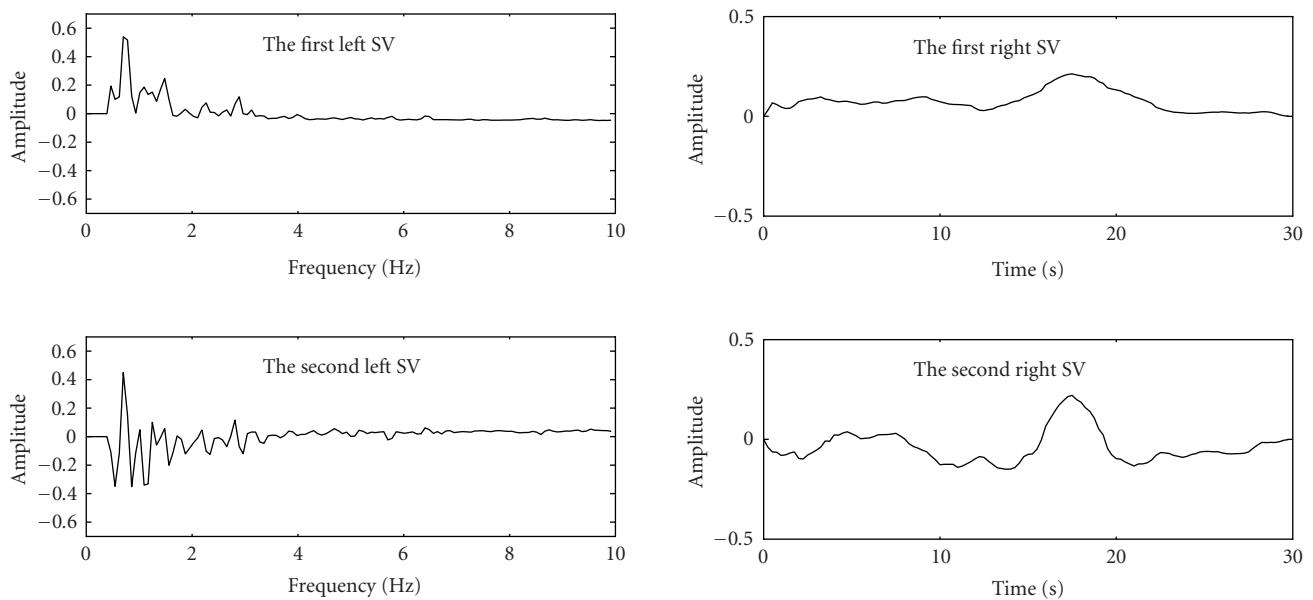 The first left SV
Amplitude
0.6
0.4
0.2
0
−0.2
−0.4
−0.6
0 2 4 6 8 10
Frequency (Hz)
The first right SV
Amplitude
0.5
0
−0.5
0 10 20 30
Time (s)
The second left SV
Amplitude
0.6
0.4
0.2
0
−0.2
−0.4
−0.6
0 2 4 6 8 10
Frequency (Hz)
The second right SV
Amplitude
0.5
0
−0.5
0 10 20 30
Time (s)